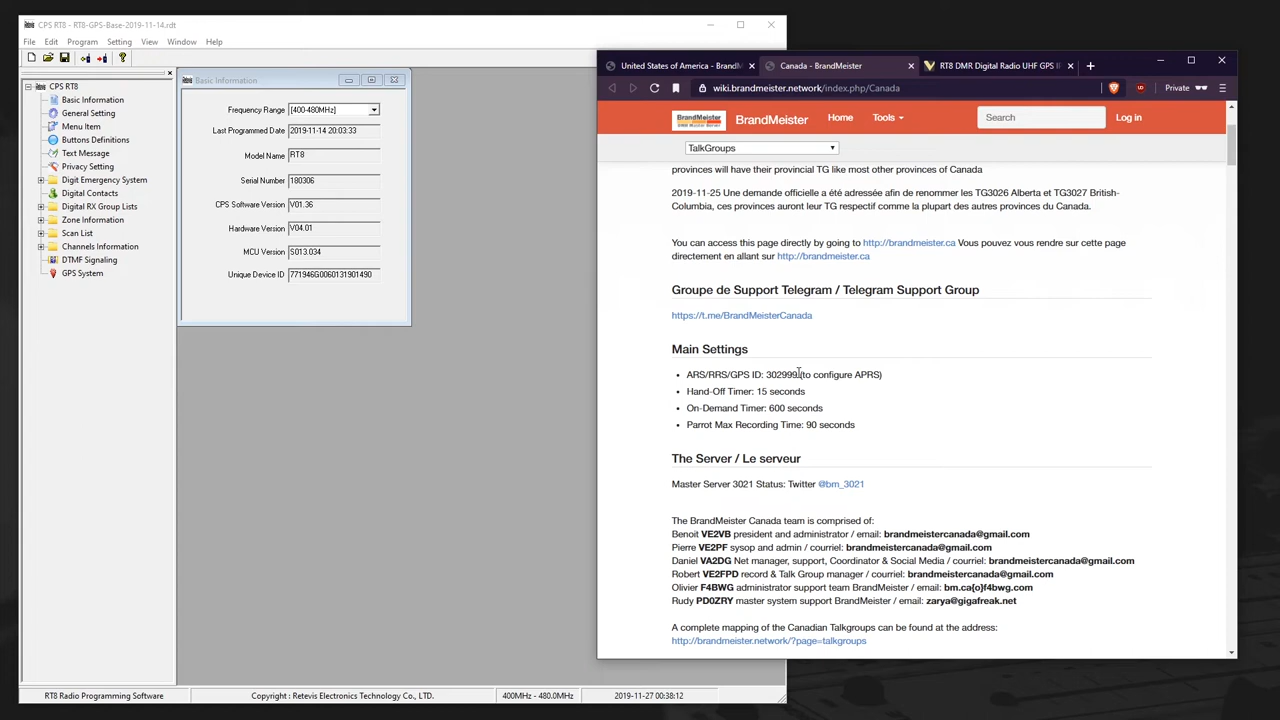 CPS RT8 - RT8-GPS-Base-2019-11-14.rdt
File Edit Program Setting View Window Help
CPS RT8
Basic Information
General Setting
Menu Item
Buttons Definitions
Text Message
Privacy Setting
Digit Emergency System
Digital Contacts
Digital RX Group Lists
Zone Information
Scan List
Channels Information
DTMF Signaling
GPS System
Basic Information
Frequency Range [400-480MHz]
Last Programmed Date 2019-11-14 20:03:33
Model Name RT8
Serial Number 180306
CPS Software Version V01.36
Hardware Version V04.01
MCU Version S013.034
Unique Device ID 771946G0060131901490
RT8 Radio Programming Software Copyright : Retevis Electronics Technology Co., LTD. 400MHz - 480.0MHz 2019-11-27 00:38:12
United States of America - BrandM Canada - BrandMeister RT8 DMR Digital Radio UHF GPS IP
wiki.brandmeister.network/index.php/Canada Private
BrandMeister Home Tools Search Log in
TalkGroups
provinces will have their provincial TG like most other provinces of Canada
2019-11-25 Une demande officielle a été adressée afin de renommer les TG3026 Alberta et TG3027 British-
Columbia, ces provinces auront leur TG respectif comme la plupart des autres provinces du Canada.
You can access this page directly by going to http://brandmeister.ca Vous pouvez vous rendre sur cette page
directement en allant sur http://brandmeister.ca
Groupe de Support Telegram / Telegram Support Group
https://t.me/BrandMeisterCanada
Main Settings
ARS/RRS/GPS ID: 302999 (to configure APRS)
Hand-Off Timer: 15 seconds
On-Demand Timer: 600 seconds
Parrot Max Recording Time: 90 seconds
The Server / Le serveur
Master Server 3021 Status: Twitter @bm_3021
The BrandMeister Canada team is comprised of:
Benoit VE2VB president and administrator / email: brandmeistercanada@gmail.com
Pierre VE2PF sysop and admin / courriel: brandmeistercanada@gmail.com
Daniel VA2DG Net manager, support, Coordinator & Social Media / courriel: brandmeistercanada@gmail.com
Robert VE2FPD record & Talk Group manager / courriel: brandmeistercanada@gmail.com
Olivier F4BWG administrator support team BrandMeister / email: bm.ca{o}f4bwg.com
Rudy PD0ZRY master system support BrandMeister / email: zarya@gigafreak.net
A complete mapping of the Canadian Talkgroups can be found at the address:
http://brandmeister.network/?page=talkgroups